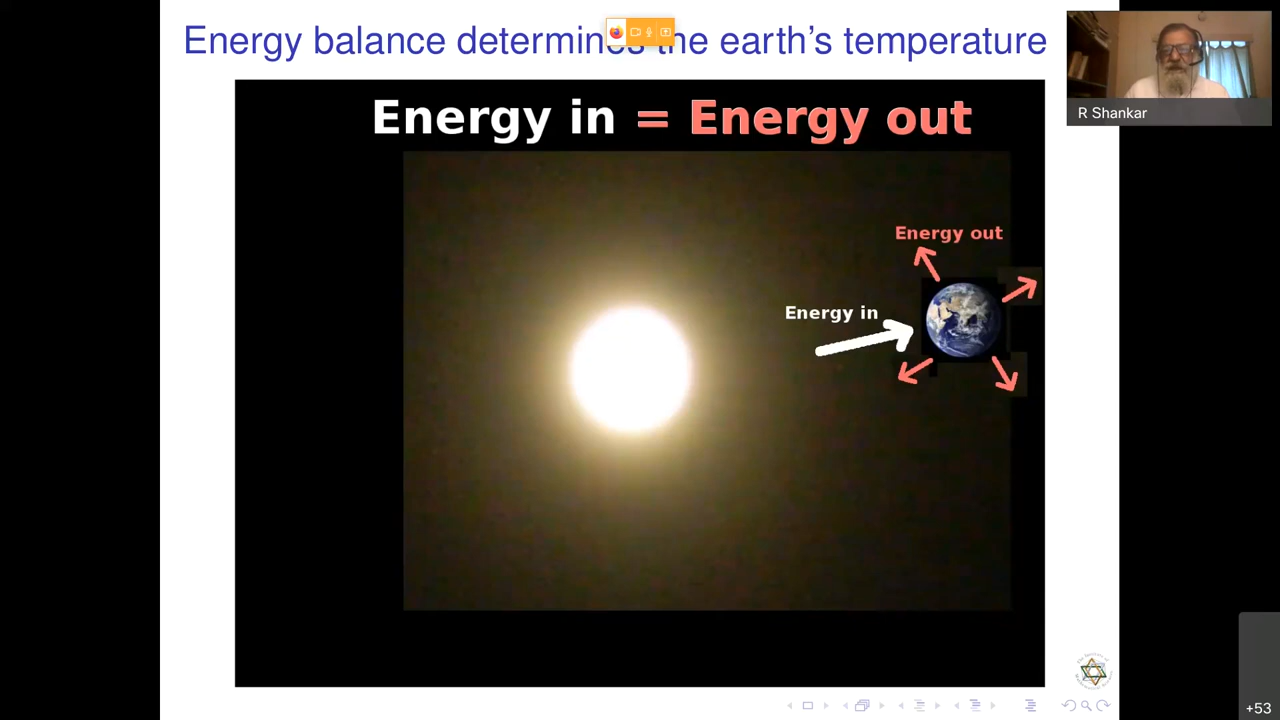 Energy balance determines the earth's temperature
R Shankar
Energy in = Energy out
Energy out
Energy in
+53